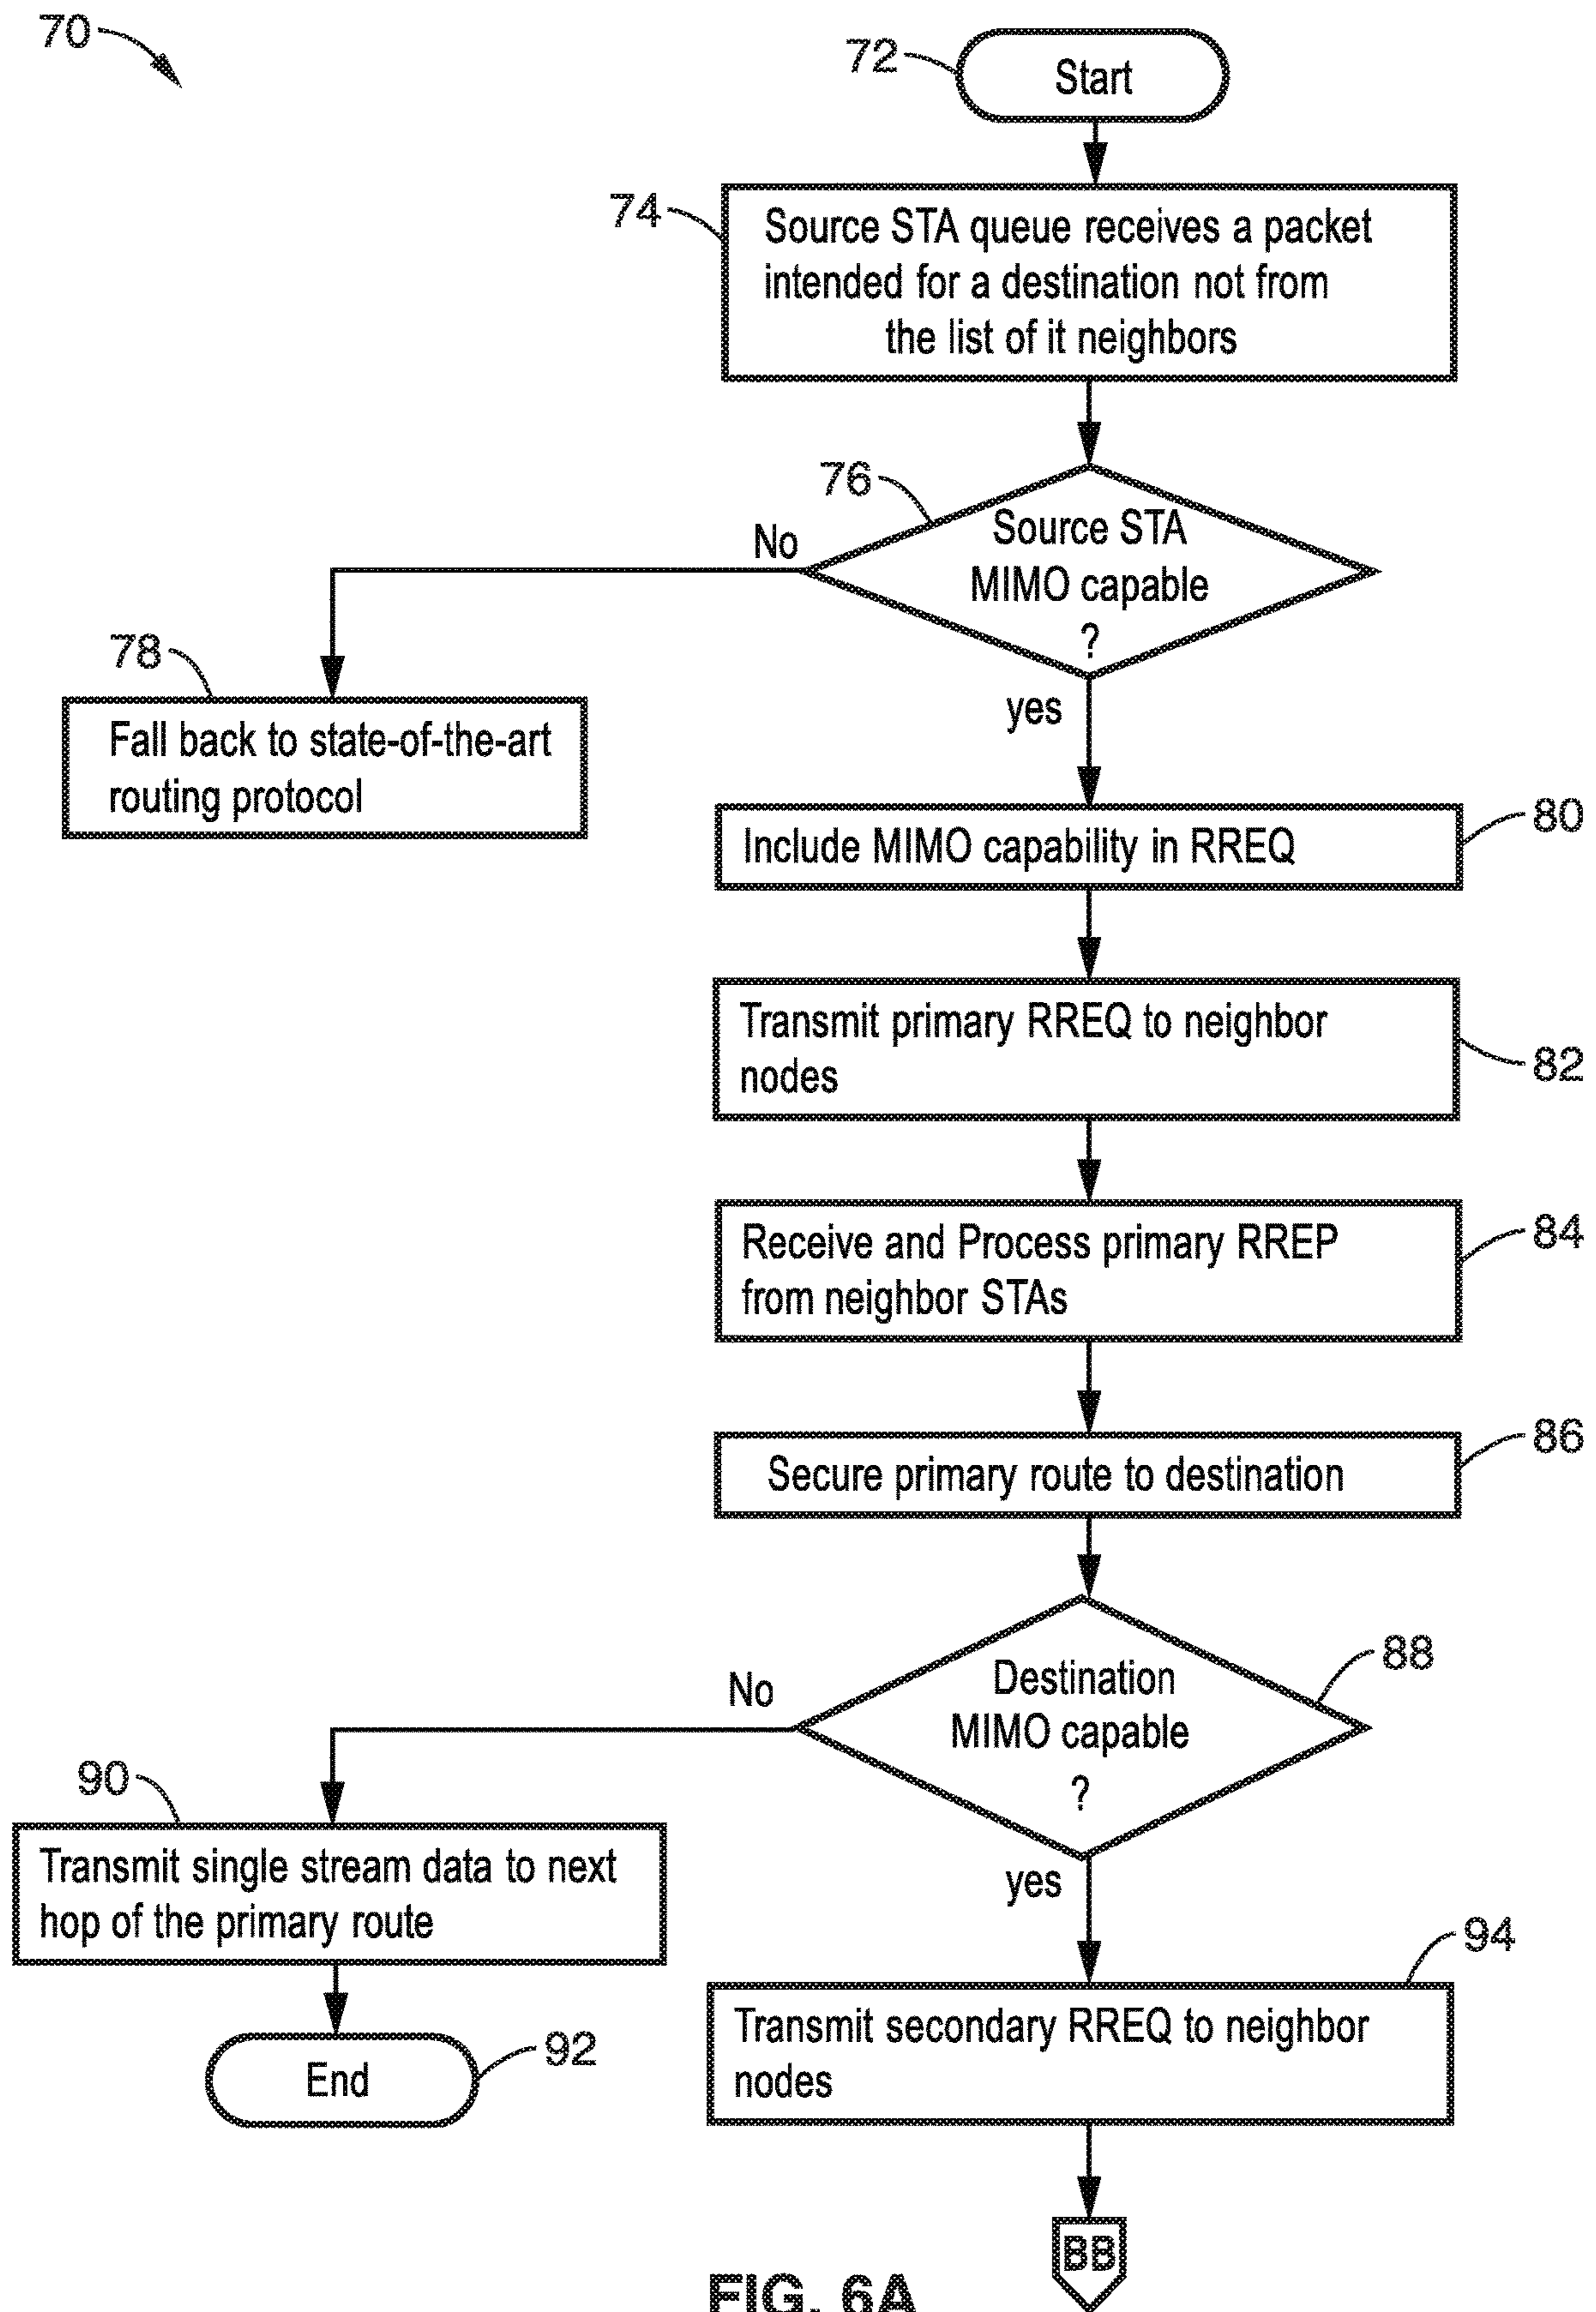 70
72
Start
74
Source STA queue receives a packet
intended for a destination not from
the list of it neighbors
76
Source STA
MIMO capable
?
No
yes
78
Fall back to state-of-the-art
routing protocol
80
Include MIMO capability in RREQ
82
Transmit primary RREQ to neighbor
nodes
84
Receive and Process primary RREP
from neighbor STAs
86
Secure primary route to destination
88
Destination
MIMO capable
?
No
yes
90
Transmit single stream data to next
hop of the primary route
92
End
94
Transmit secondary RREQ to neighbor
nodes
BB
FIG. 6A